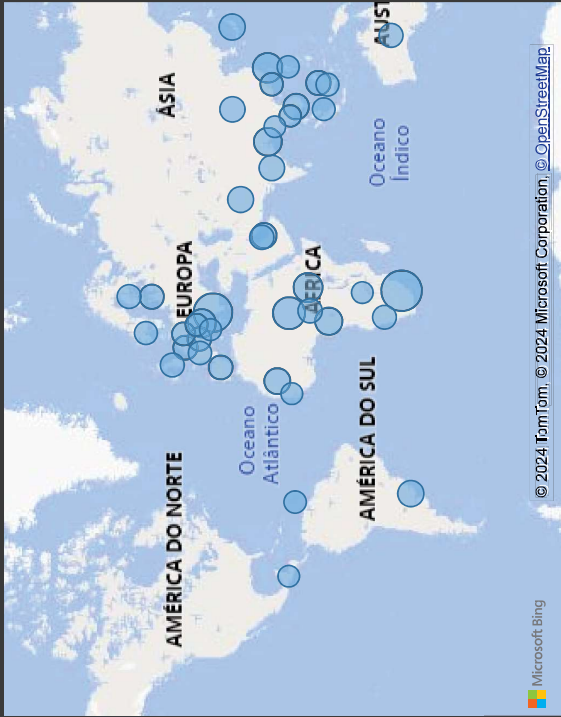 AMÉRICA DO NORTE
EUROPA
ÁSIA
Oceano
Atlântico
ÁFRICA
Oceano
Índico
AMÉRICA DO SUL
AUST
Microsoft Bing
© 2024 TomTom, © 2024 Microsoft Corporation, © OpenStreetMap